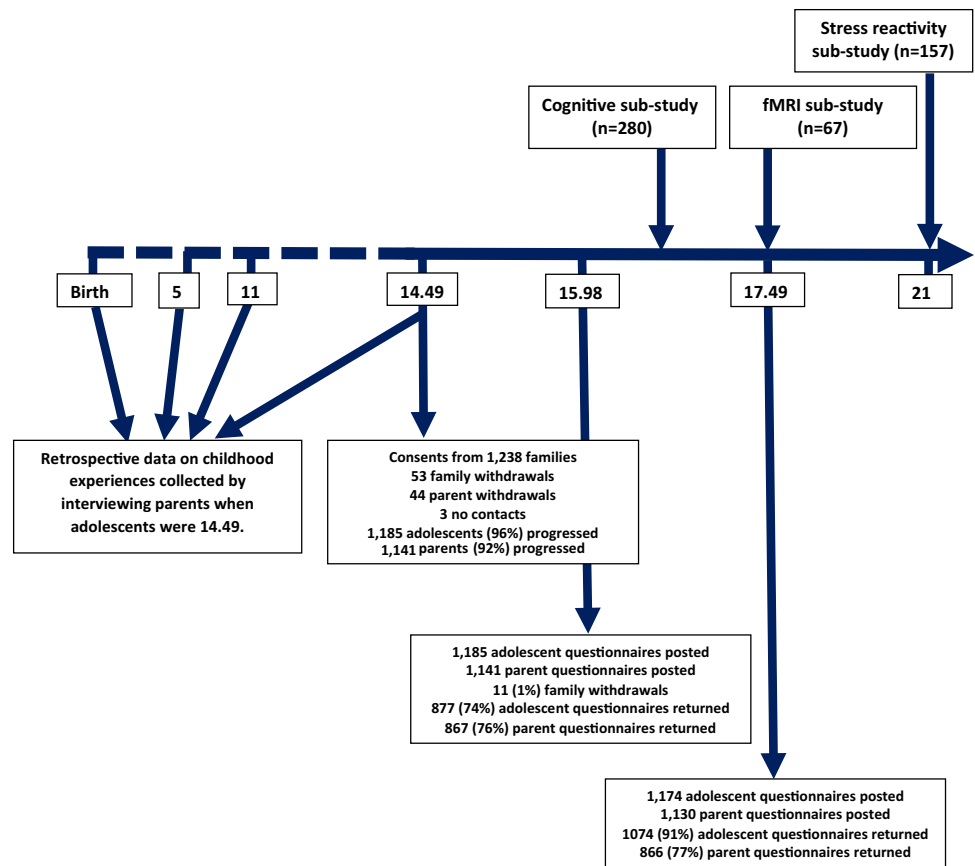 Stress reactivity
sub-study (n=157)
Cognitive sub-study
(n=280)
fMRI sub-study
(n=67)
Birth
5
11
14.49
15.98
17.49
21
Retrospective data on childhood
experiences collected by
interviewing parents when
adolescents were 14.49.
Consents from 1,238 families
53 family withdrawals
44 parent withdrawals
3 no contacts
1,185 adolescents (96%) progressed
1,141 parents (92%) progressed
1,185 adolescent questionnaires posted
1,141 parent questionnaires posted
11 (1%) family withdrawals
877 (74%) adolescent questionnaires returned
867 (76%) parent questionnaires returned
1,174 adolescent questionnaires posted
1,130 parent questionnaires posted
1074 (91%) adolescent questionnaires returned
866 (77%) parent questionnaires returned